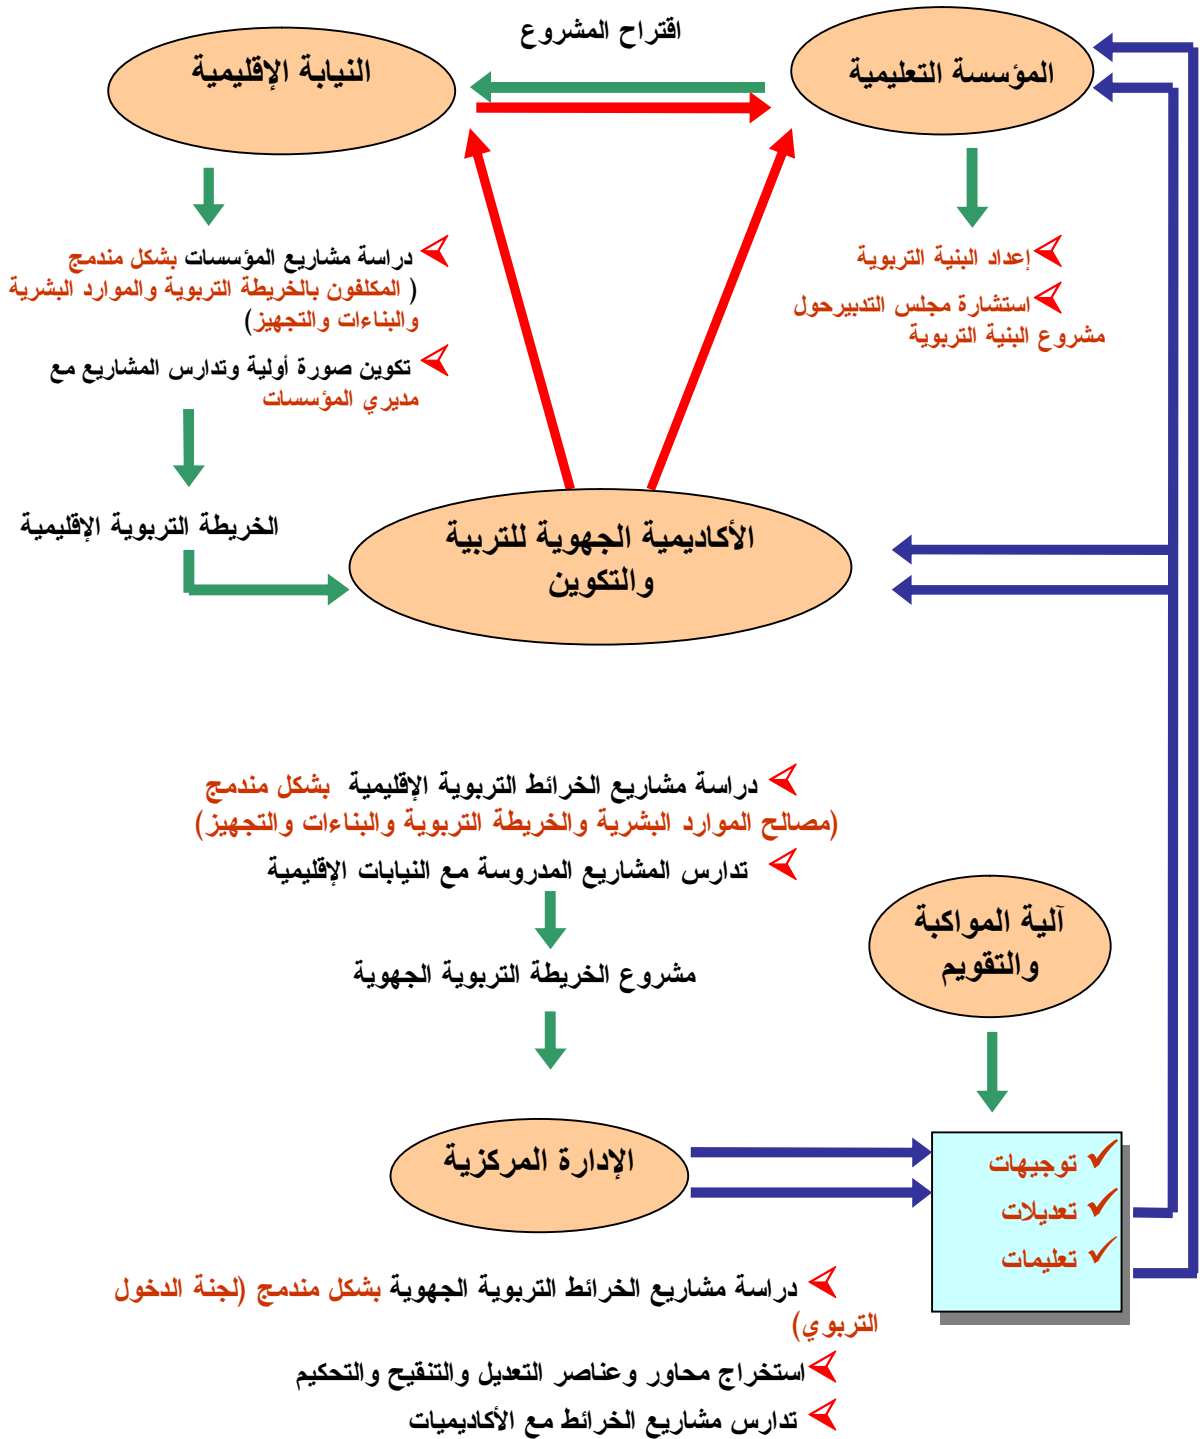 اقتراح المشروع
المؤسسة التعليمية
النيابة الإقليمية
إعداد البنية التربوية
استشارة مجلس التدبيرحول
مشروع البنية التربوية
دراسة مشاريع المؤسسات بشكل مندمج
( المكلفون بالخريطة التربوية والموارد البشرية
والبناءات والتجهيز)
تكوين صورة أولية وتدارس المشاريع مع
مديري المؤسسات
الخريطة التربوية الإقليمية
الأكاديمية الجهوية للتربية
والتكوين
دراسة مشاريع الخرائط التربوية الإقليمية بشكل مندمج
(مصالح الموارد البشرية والخريطة التربوية والبناءات والتجهيز)
تدارس المشاريع المدروسة مع النيابات الإقليمية
مشروع الخريطة التربوية الجهوية
آلية المواكبة
والتقويم
الإدارة المركزية
توجيهات
تعديلات
تعليمات
دراسة مشاريع الخرائط التربوية الجهوية بشكل مندمج (لجنة الدخول
التربوي)
استخراج محاور وعناصر التعديل والتنقيح والتحكيم
تدارس مشاريع الخرائط مع الأكاديميات